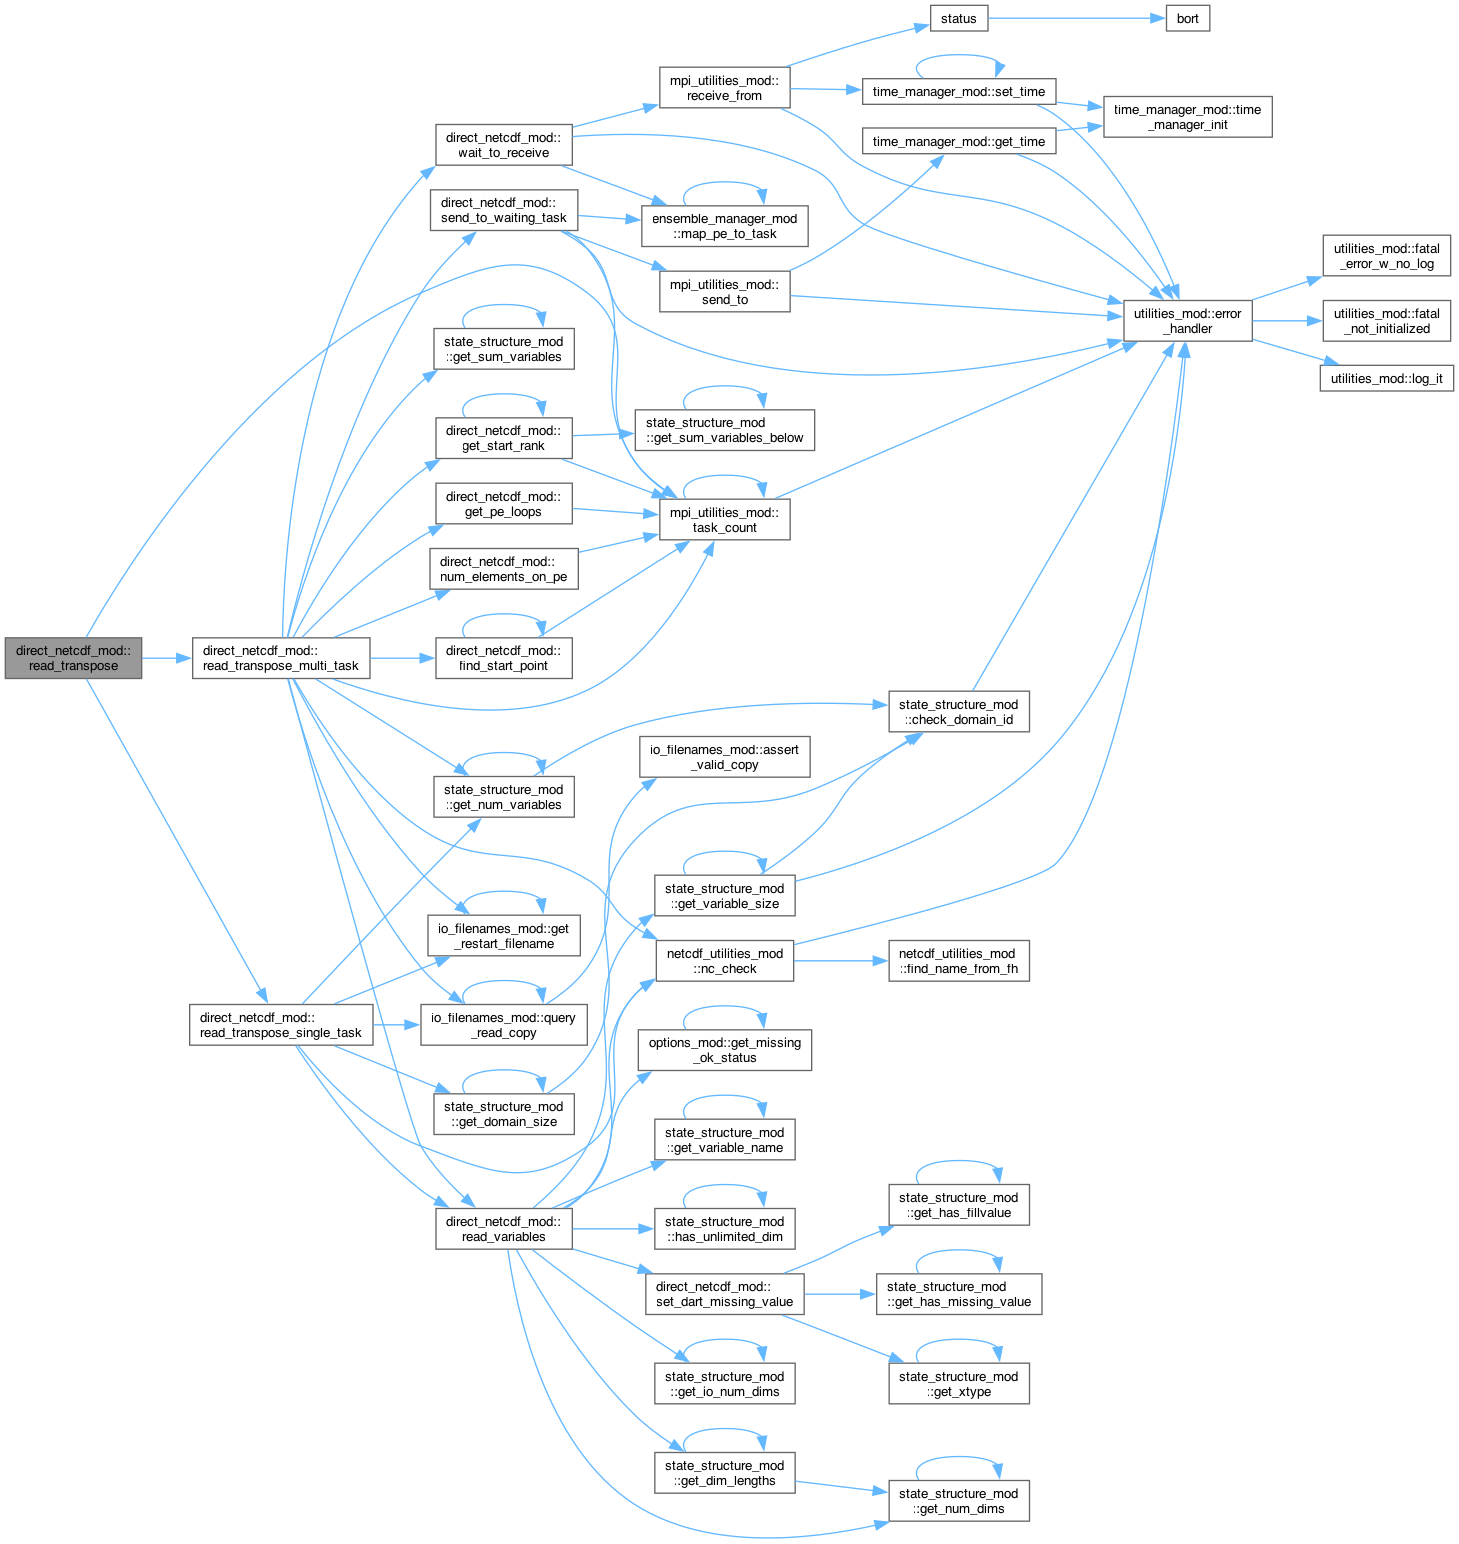 status
bort
mpi_utilities_mod::
receive_from
time_manager_mod::set_time
time_manager_mod::time
_manager_init
direct_netcdf_mod::
wait_to_receive
time_manager_mod::get_time
direct_netcdf_mod::
send_to_waiting_task
ensemble_manager_mod
::map_pe_to_task
utilities_mod::fatal
_error_w_no_log
mpi_utilities_mod::
send_to
utilities_mod::error
_handler
utilities_mod::fatal
_not_initialized
state_structure_mod
::get_sum_variables
utilities_mod::log_it
direct_netcdf_mod::
get_start_rank
state_structure_mod
::get_sum_variables_below
direct_netcdf_mod::
get_pe_loops
mpi_utilities_mod::
task_count
direct_netcdf_mod::
num_elements_on_pe
direct_netcdf_mod::
read_transpose
direct_netcdf_mod::
read_transpose_multi_task
direct_netcdf_mod::
find_start_point
state_structure_mod
::check_domain_id
io_filenames_mod::assert
_valid_copy
state_structure_mod
::get_num_variables
state_structure_mod
::get_variable_size
io_filenames_mod::get
_restart_filename
netcdf_utilities_mod
::nc_check
netcdf_utilities_mod
::find_name_from_fh
direct_netcdf_mod::
read_transpose_single_task
io_filenames_mod::query
_read_copy
options_mod::get_missing
_ok_status
state_structure_mod
::get_domain_size
state_structure_mod
::get_variable_name
direct_netcdf_mod::
read_variables
state_structure_mod
::has_unlimited_dim
state_structure_mod
::get_has_fillvalue
direct_netcdf_mod::
set_dart_missing_value
state_structure_mod
::get_has_missing_value
state_structure_mod
::get_io_num_dims
state_structure_mod
::get_xtype
state_structure_mod
::get_dim_lengths
state_structure_mod
::get_num_dims